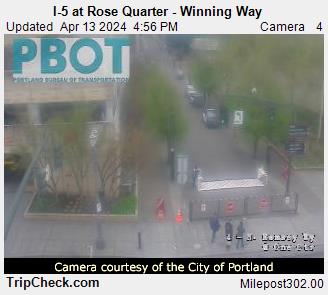 I-5 at Rose Quarter - Winning Way
Updated Apr 13 2024 4:56 PM Camera 4
PBOT
PORTLAND BUREAU OF TRANSPORTATION
Camera courtesy of the City of Portland
TripCheck.com Milepost302.00